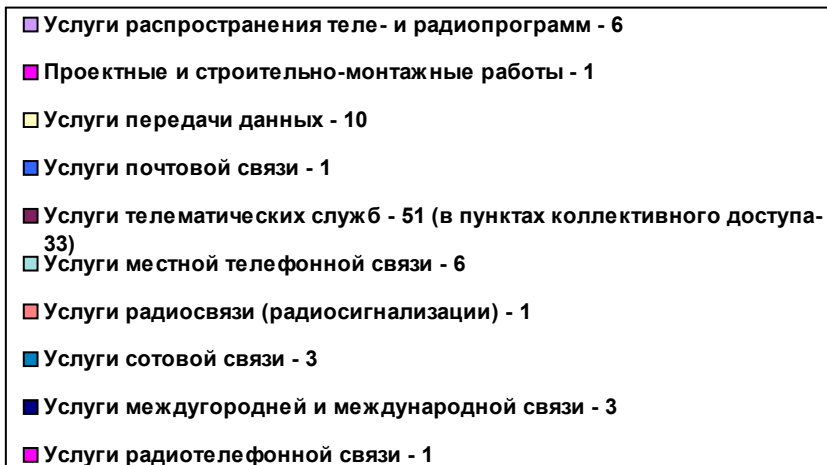 Услуги распространения теле- и радиопрограмм - 6
Проектные и строительно-монтажные работы - 1
Услуги передачи данных - 10
Услуги почтовой связи - 1
Услуги телематических служб - 51 (в пунктах коллективного доступа-
33)
Услуги местной телефонной связи - 6
Услуги радиосвязи (радиосигнализации) - 1
Услуги сотовой связи - 3
Услуги междугородней и международной связи - 3
Услуги радиотелефонной связи - 1